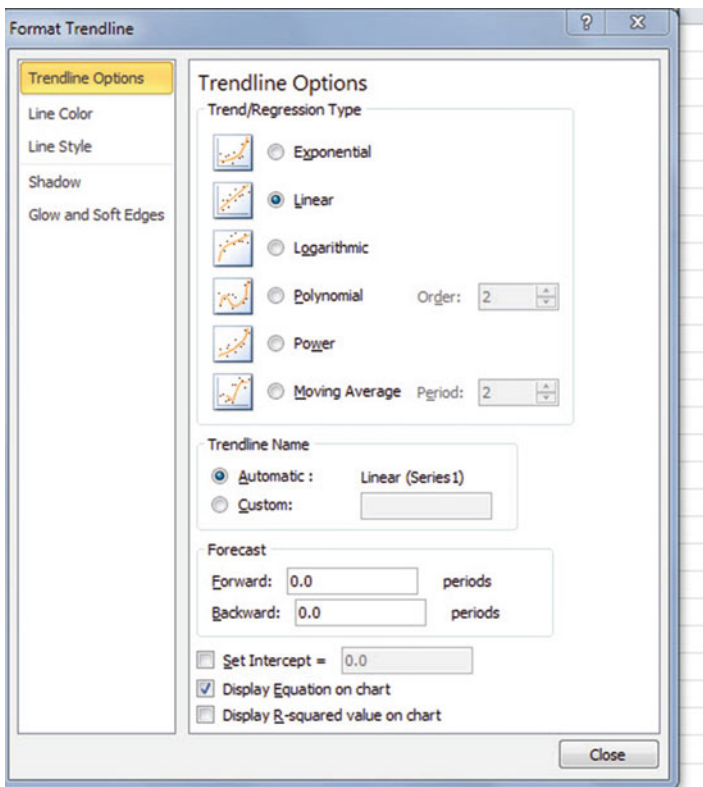 Format Trendline
?
X
Trendline Options
Line Color
Line Style
Shadow
Glow and Soft Edges
Trendline Options
Trend/Regression Type
Exponential
Linear
Logarithmic
Polynomial Order: 2
Power
Moving Average Period: 2
Trendline Name
Automatic : Linear (Series1)
Custom:
Forecast
Forward: 0.0 periods
Backward: 0.0 periods
Set Intercept = 0.0
Display Equation on chart
Display R-squared value on chart
Close